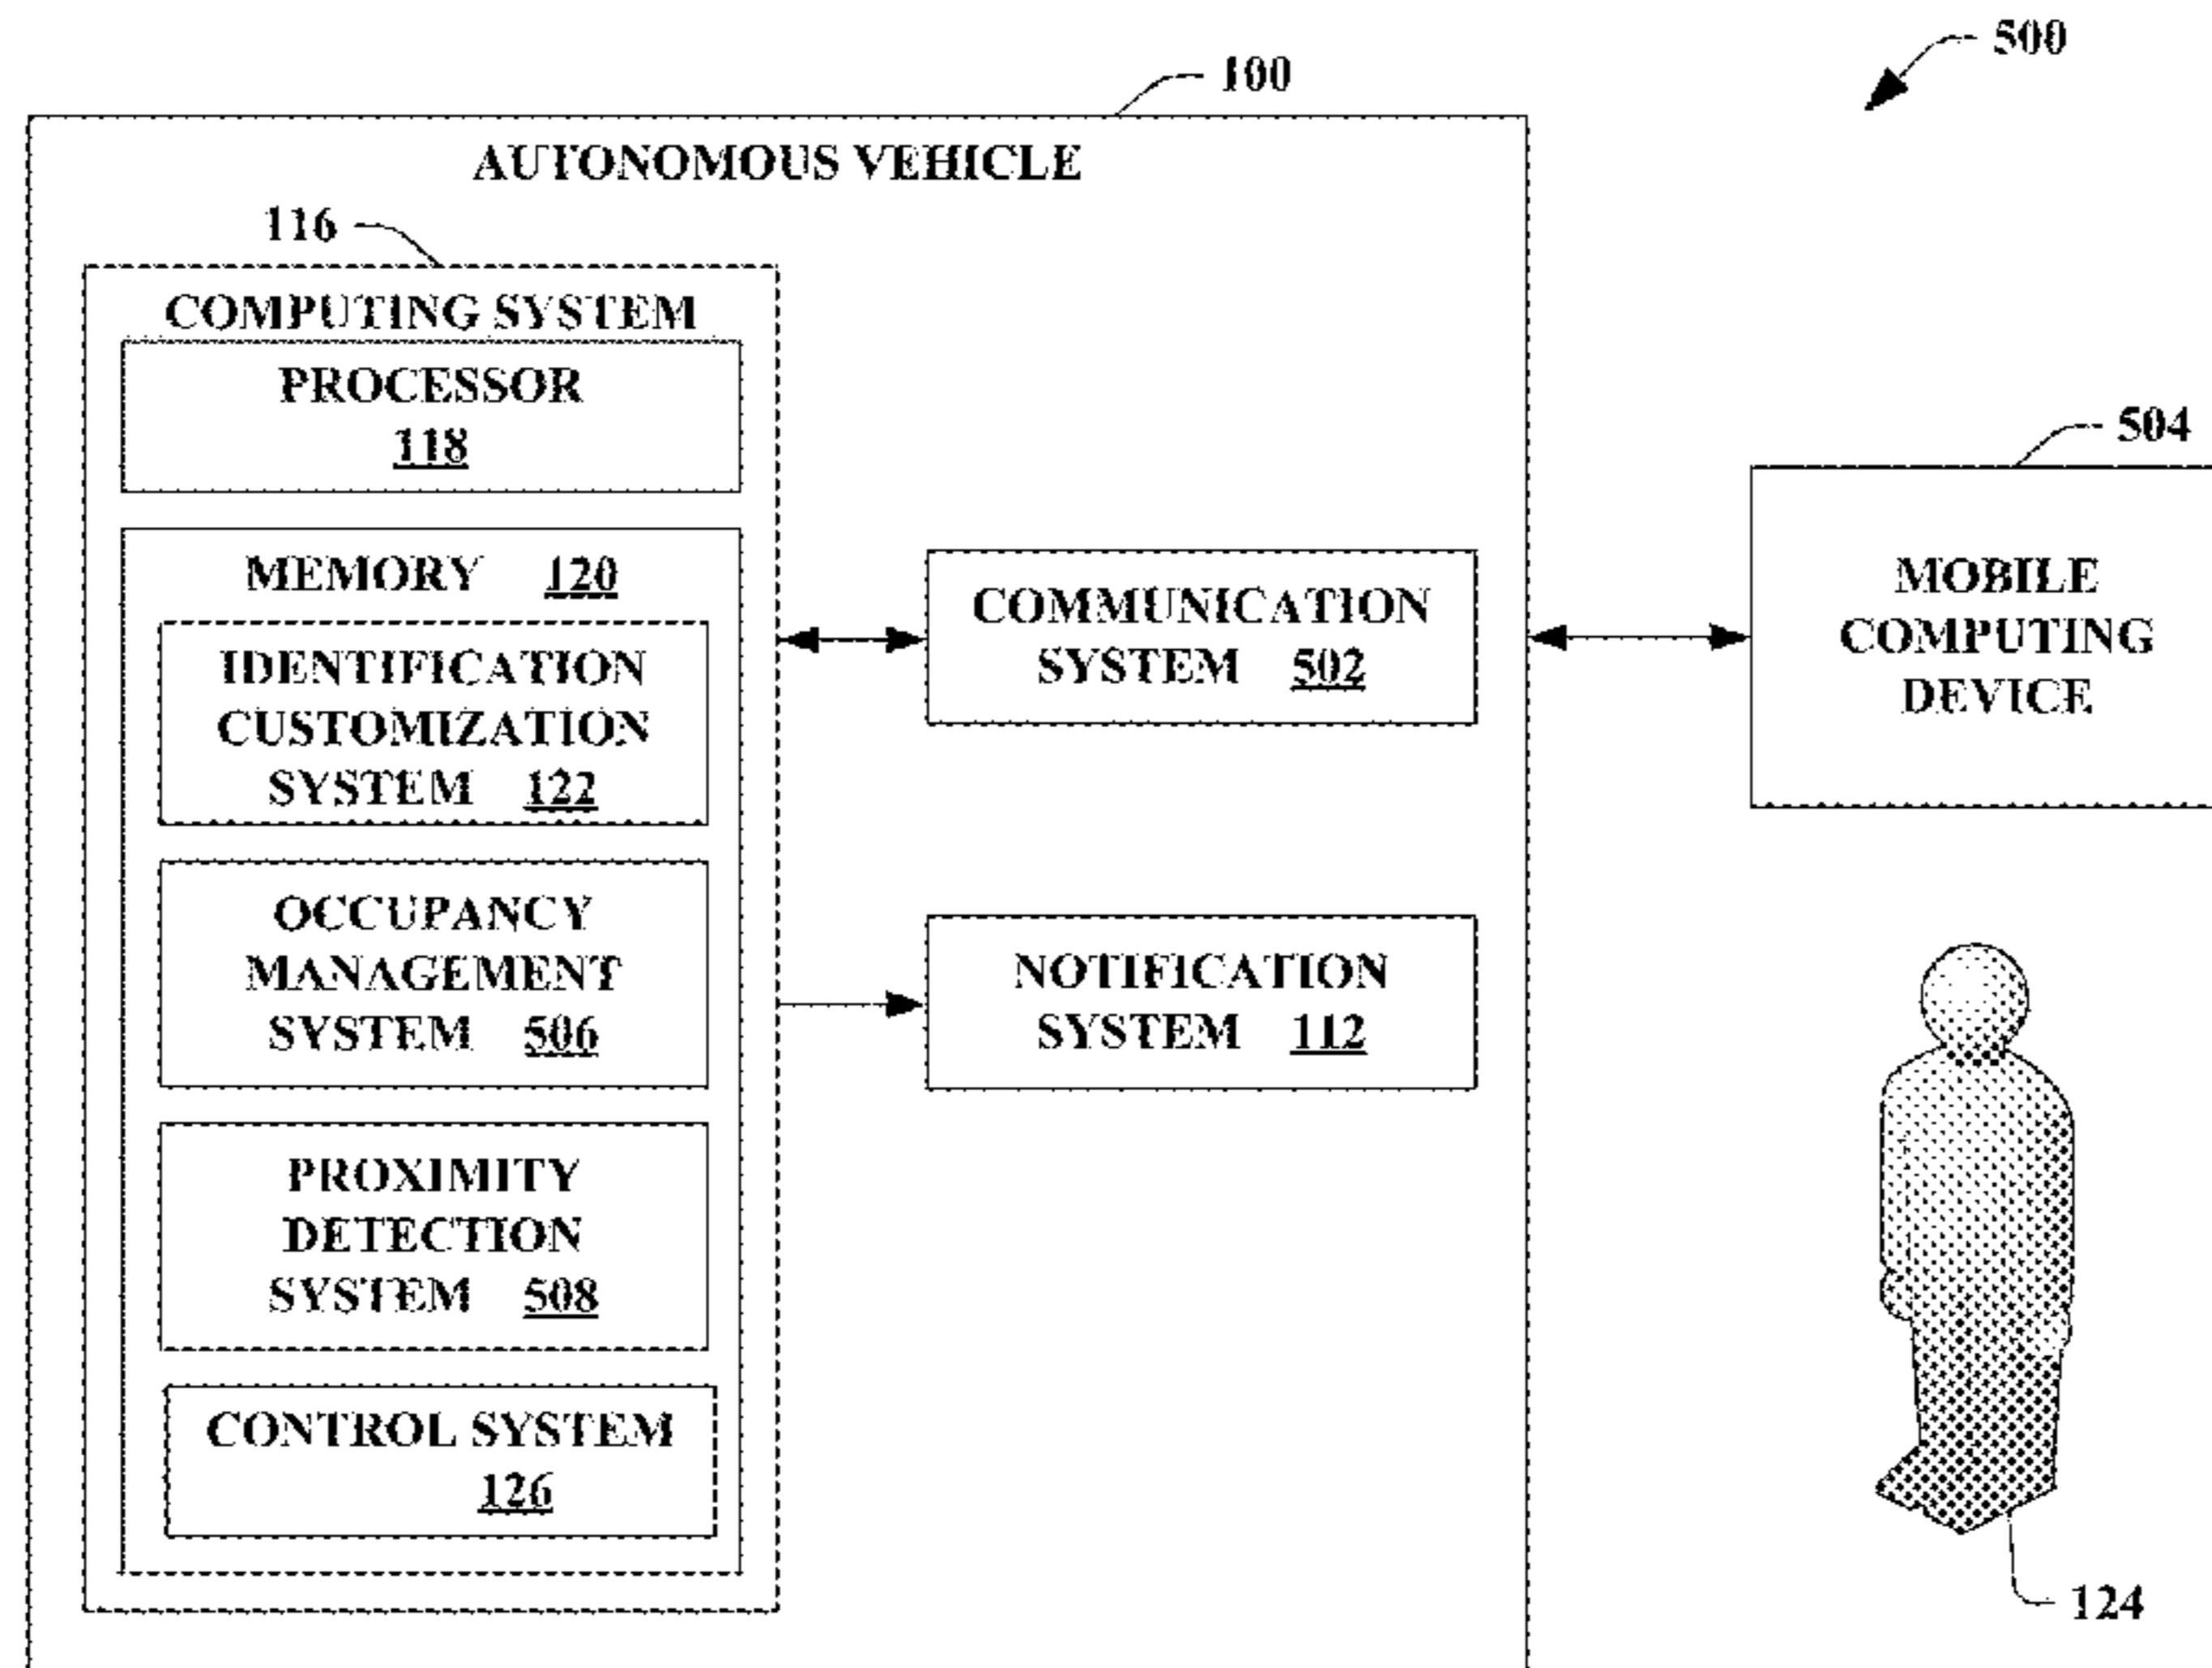 500
100
AUTONOMOUS VEHICLE
116
COMPUTING SYSTEM
PROCESSOR
118
504
MEMORY 120
IDENTIFICATION
CUSTOMIZATION
SYSTEM 122
COMMUNICATION
SYSTEM 502
MOBILE
COMPUTING
DEVICE
OCCUPANCY
MANAGEMENT
SYSTEM 506
NOTIFICATION
SYSTEM 112
PROXIMITY
DETECTION
SYSTEM 508
CONTROL SYSTEM
126
124